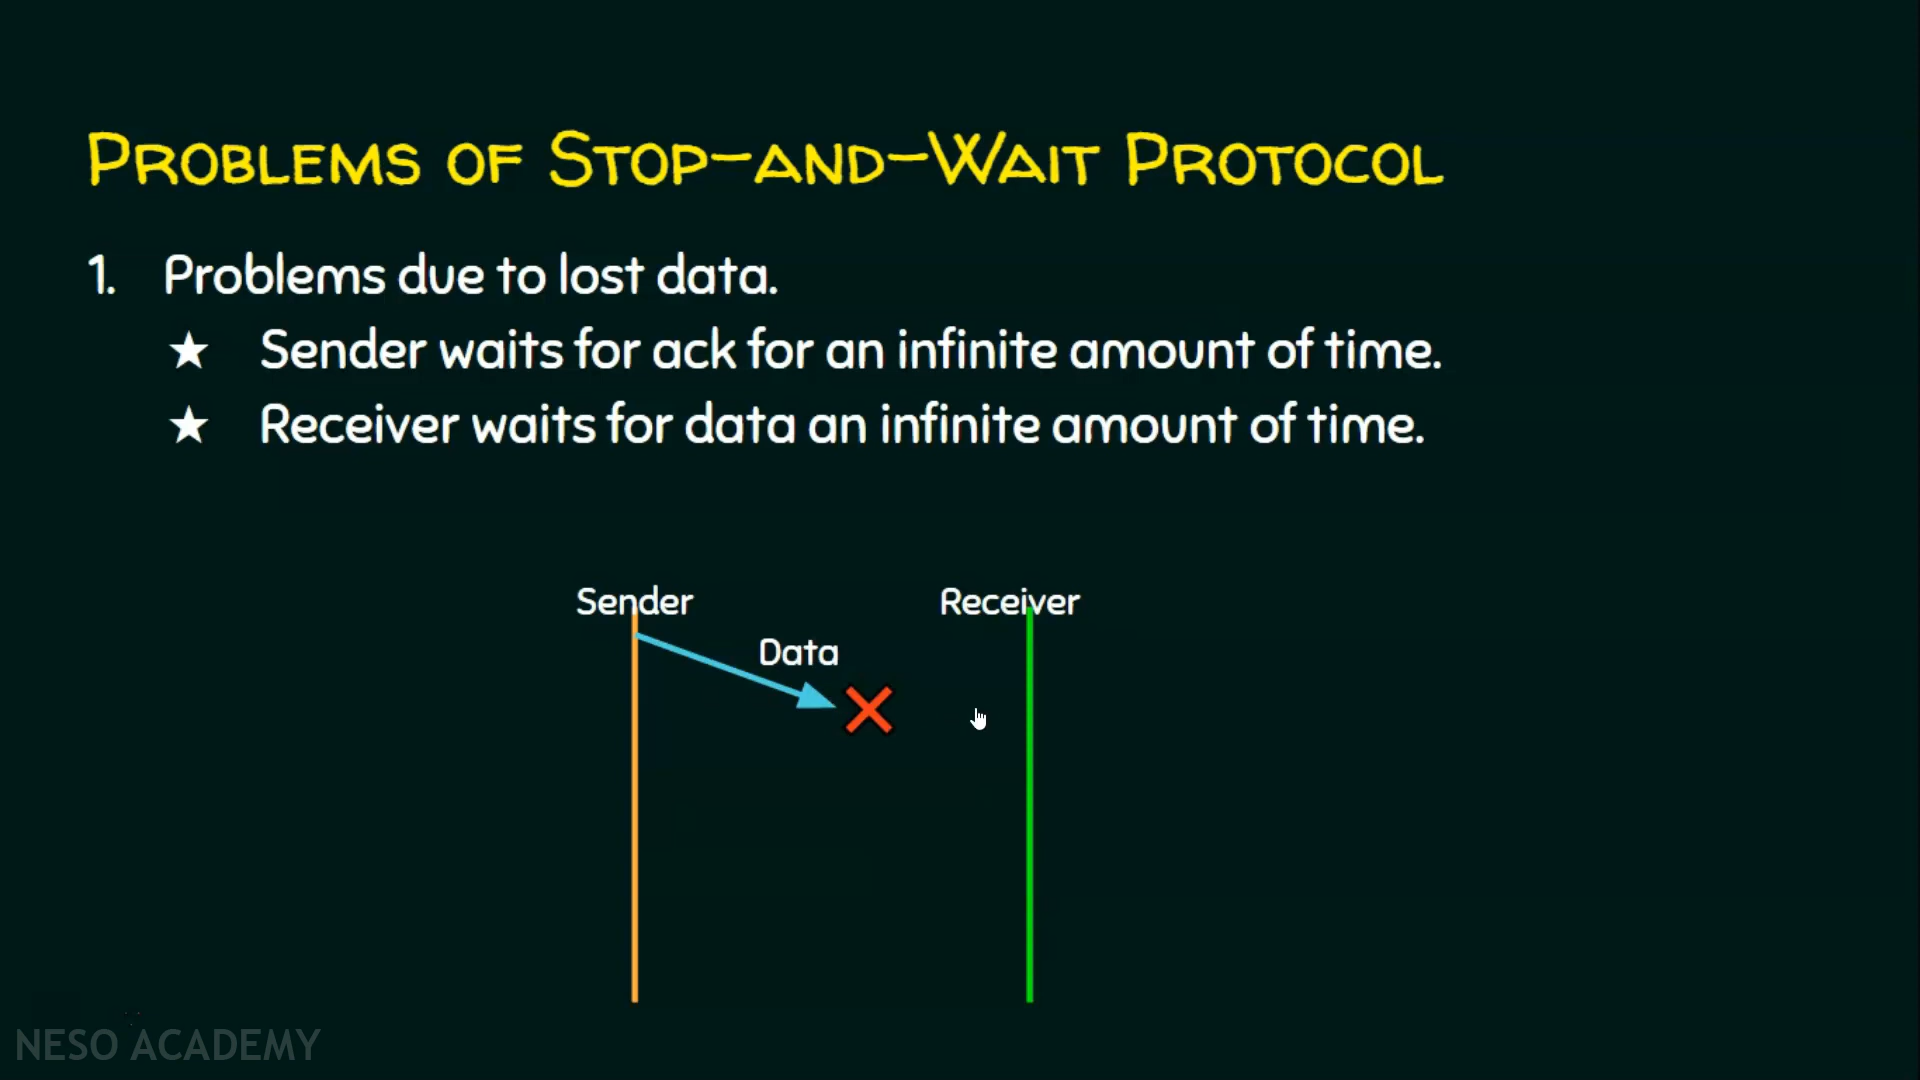 Problems of Stop-and-Wait Protocol
1. Problems due to lost data.
★ Sender waits for ack for an infinite amount of time.
★ Receiver waits for data an infinite amount of time.
Sender Receiver
Data
NESO ACADEMY